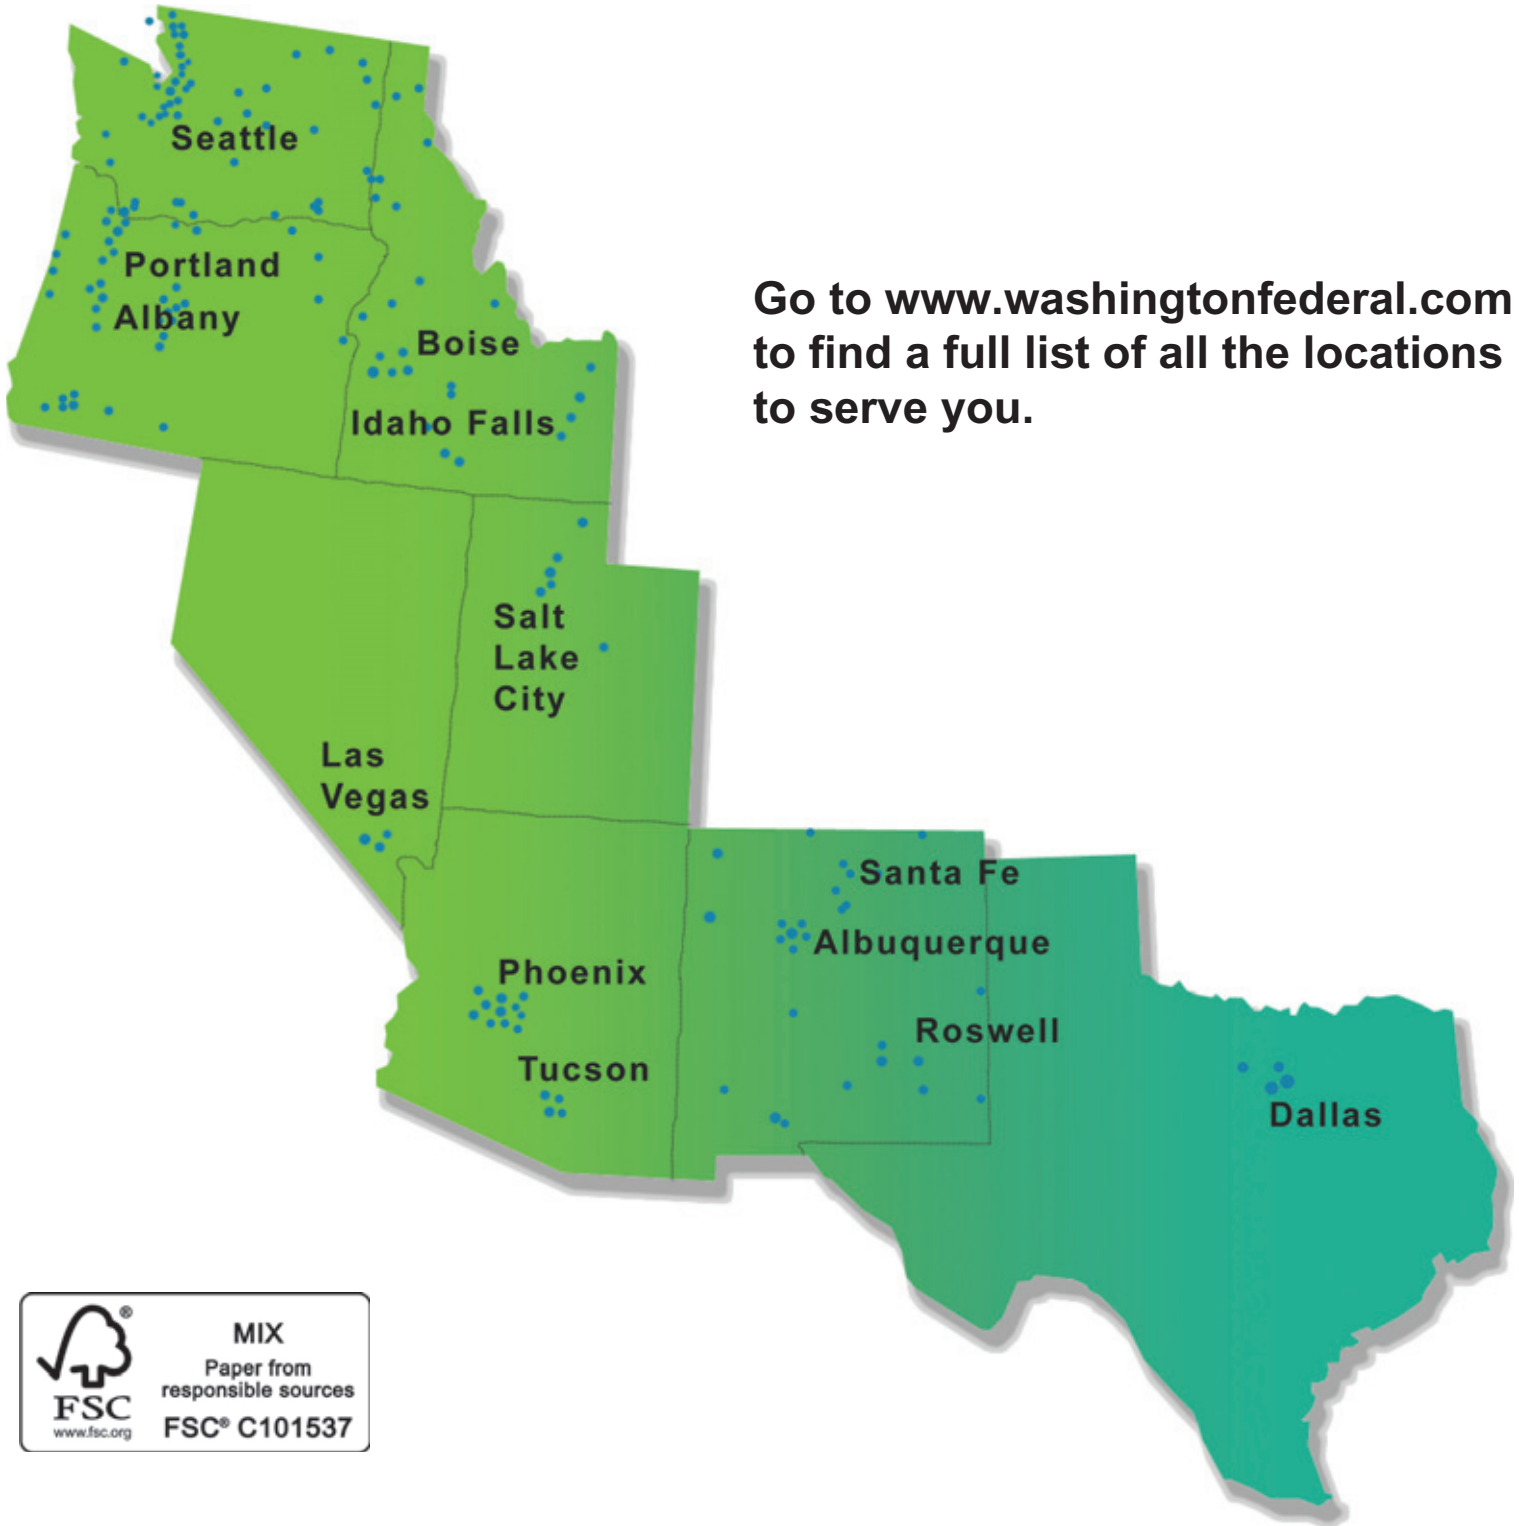 Seattle
Portland
Albany
Boise
Idaho Falls
Go to www.washingtonfederal.com
to find a full list of all the locations
to serve you.
Salt
Lake
City
Las
Vegas
Santa Fe
Albuquerque
Phoenix
Roswell
Tucson
Dallas
®
MIX
Paper from
responsible sources
FSC
www.fsc.org
FSC® C101537